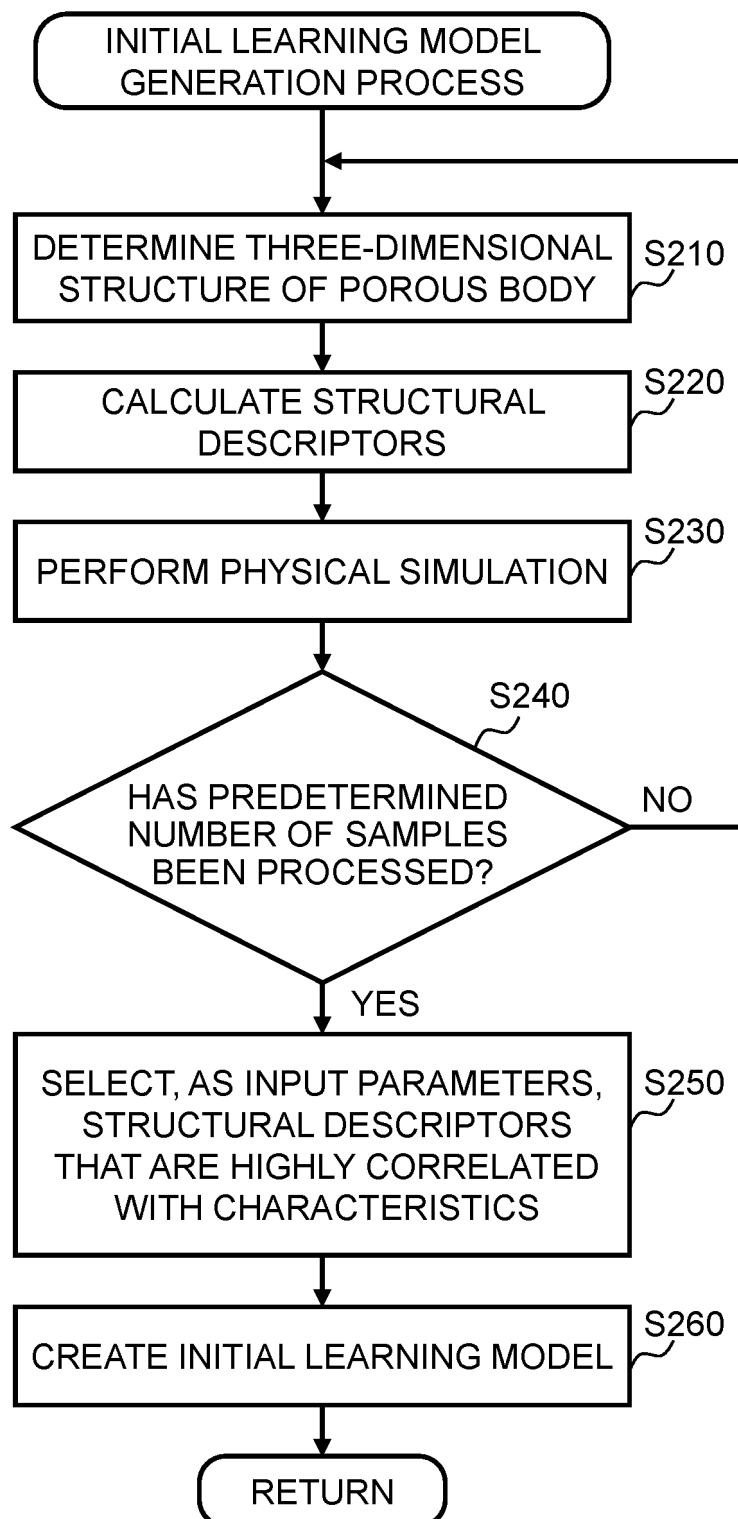 INITIAL LEARNING MODEL
GENERATION PROCESS
DETERMINE THREE-DIMENSIONAL
STRUCTURE OF POROUS BODY
S210
CALCULATE STRUCTURAL
DESCRIPTORS
S220
PERFORM PHYSICAL SIMULATION
S230
S240
HAS PREDETERMINED
NUMBER OF SAMPLES
BEEN PROCESSED?
NO
YES
SELECT, AS INPUT PARAMETERS,
STRUCTURAL DESCRIPTORS
THAT ARE HIGHLY CORRELATED
WITH CHARACTERISTICS
S250
CREATE INITIAL LEARNING MODEL
S260
RETURN